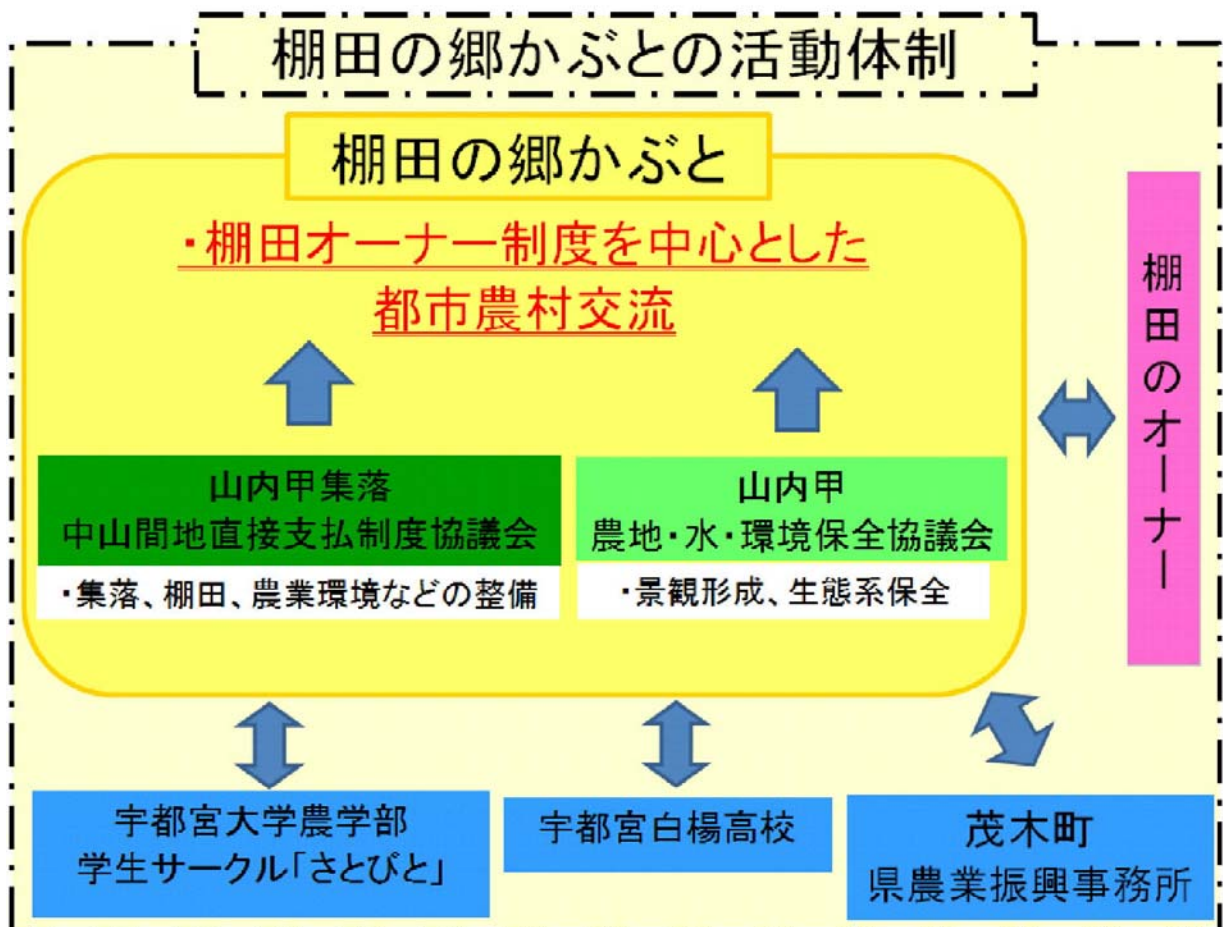 棚田の郷かぶとの活動体制
棚田の郷かぶと
・棚田オーナー制度を中心とした
都市農村交流
山内甲集落
中山間地直接支払制度協議会
・集落、棚田、農業環境などの整備
山内甲
農地・水・環境保全協議会
・景観形成、生態系保全
棚田のオーナー
宇都宮大学農学部
学生サークル「さとびと」
宇都宮白楊高校
茂木町
県農業振興事務所